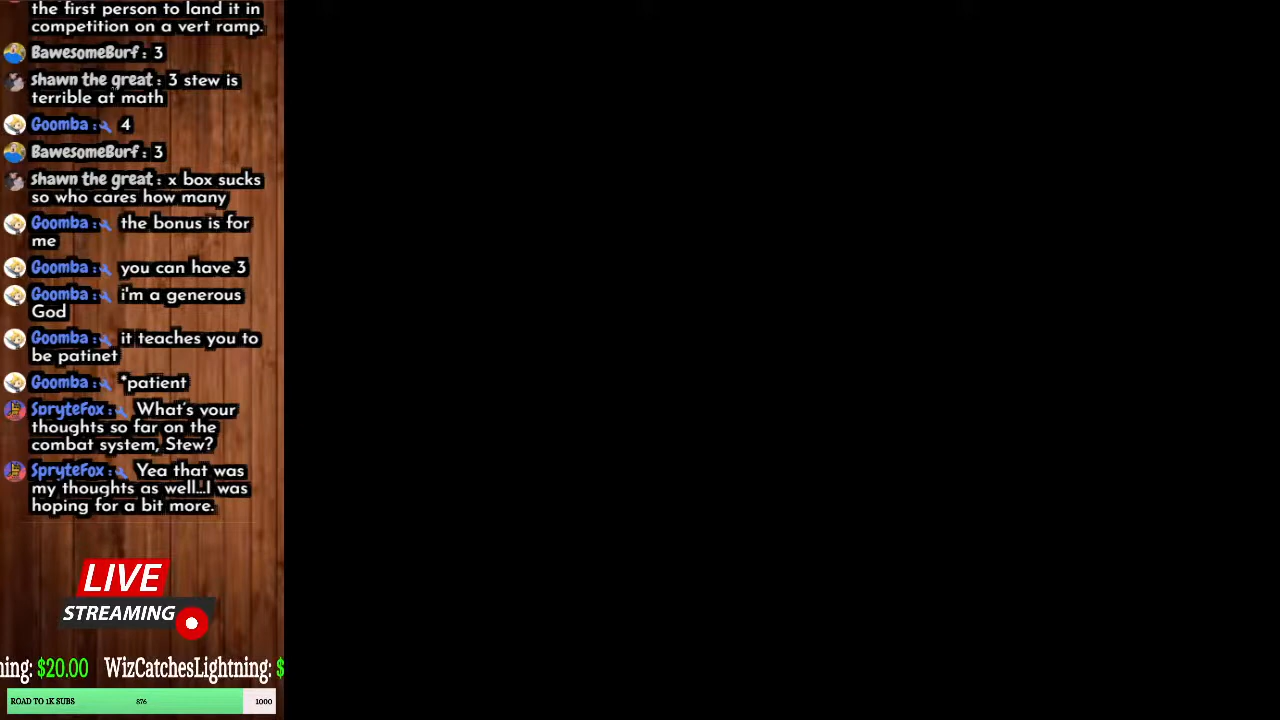 the first person to land it in
competition on a vert ramp.
BawesomeBurf : 3
shawn the great : 3 stew is
terrible at math
Goomba : 4
BawesomeBurf : 3
shawn the great : x box sucks
so who cares how many
Goomba : the bonus is for
me
Goomba : you can have 3
Goomba : i'm a generous
God
Goomba : it teaches you to
be patinet
Goomba : *patient
SpryteFox : What's your
thoughts so far on the
combat system, Stew?
SpryteFox : Yea that was
my thoughts as well...I was
hoping for a bit more.
LIVE
STREAMING
ning: $20.00 WizCatchesLightning: $
ROAD TO 1K SUBS 876 1000